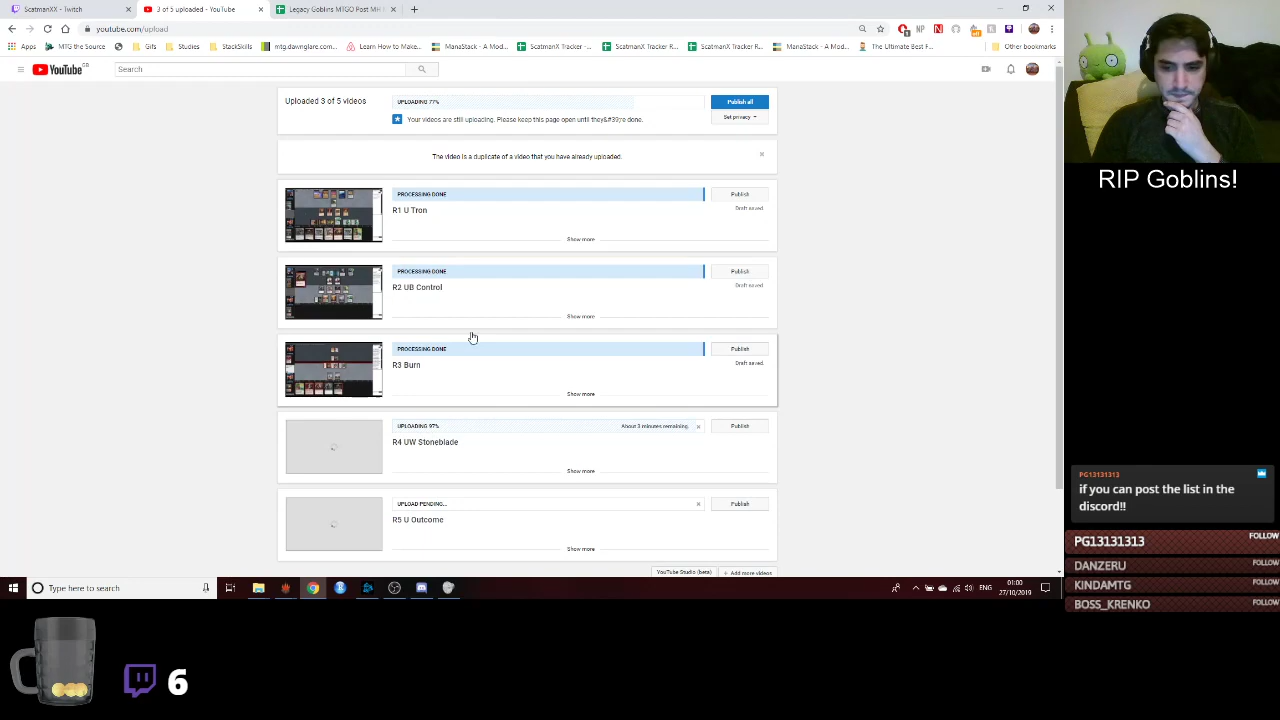 ScatmanXX - Twitch
3 of 5 uploaded - YouTube
Legacy Goblins MTGO Post MH
youtube.com/upload
Apps
MTG the Source
Gifs
Studies
StackSkills
mtg.dawnglare.com
Learn How to Make...
ManaStack - A Mod...
ScatmanX Tracker -...
ScatmanX Tracker R...
ScatmanX Tracker R...
ManaStack - A Mod...
The Ultimate Best F...
Other bookmarks
YouTube GB
Search
Uploaded 3 of 5 videos
UPLOADING 77%
Publish all
Your videos are still uploading. Please keep this page open until they&#39;re done.
Set privacy
The video is a duplicate of a video that you have already uploaded.
PROCESSING DONE
Publish
R1 U Tron
Draft saved.
Show more
PROCESSING DONE
Publish
R2 UB Control
Draft saved.
Show more
PROCESSING DONE
Publish
R3 Burn
Draft saved.
Show more
UPLOADING 97%
About 3 minutes remaining.
Publish
R4 UW Stoneblade
Show more
UPLOAD PENDING...
Publish
R5 U Outcome
Show more
YouTube Studio (beta)
+ Add more videos
Type here to search
ENG
01:00
27/10/2019
RIP Goblins!
PG13131313
if you can post the list in the
discord!!
PG13131313 FOLLOW
DANZERU FOLLOW
KINDAMTG FOLLOW
BOSS_KRENKO FOLLOW
6